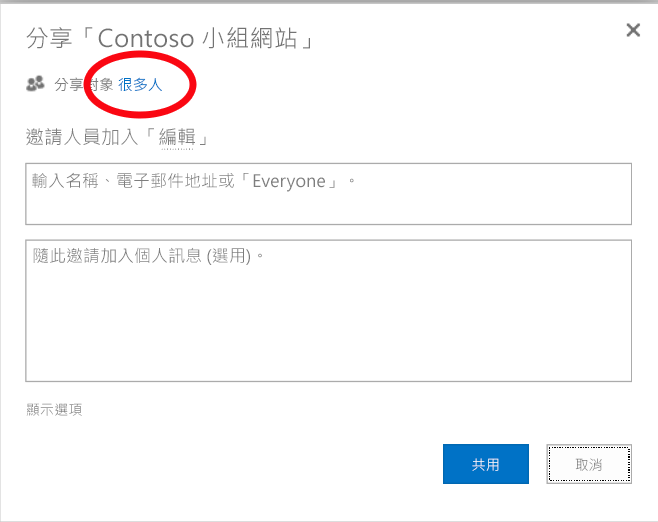 分享「Contoso 小組網站」
分享對象 很多人
邀請人員加入「編輯」
輸入名稱、電子郵件地址或「Everyone」。
隨此邀請加入個人訊息 (選用)。
顯示選項
共用
取消